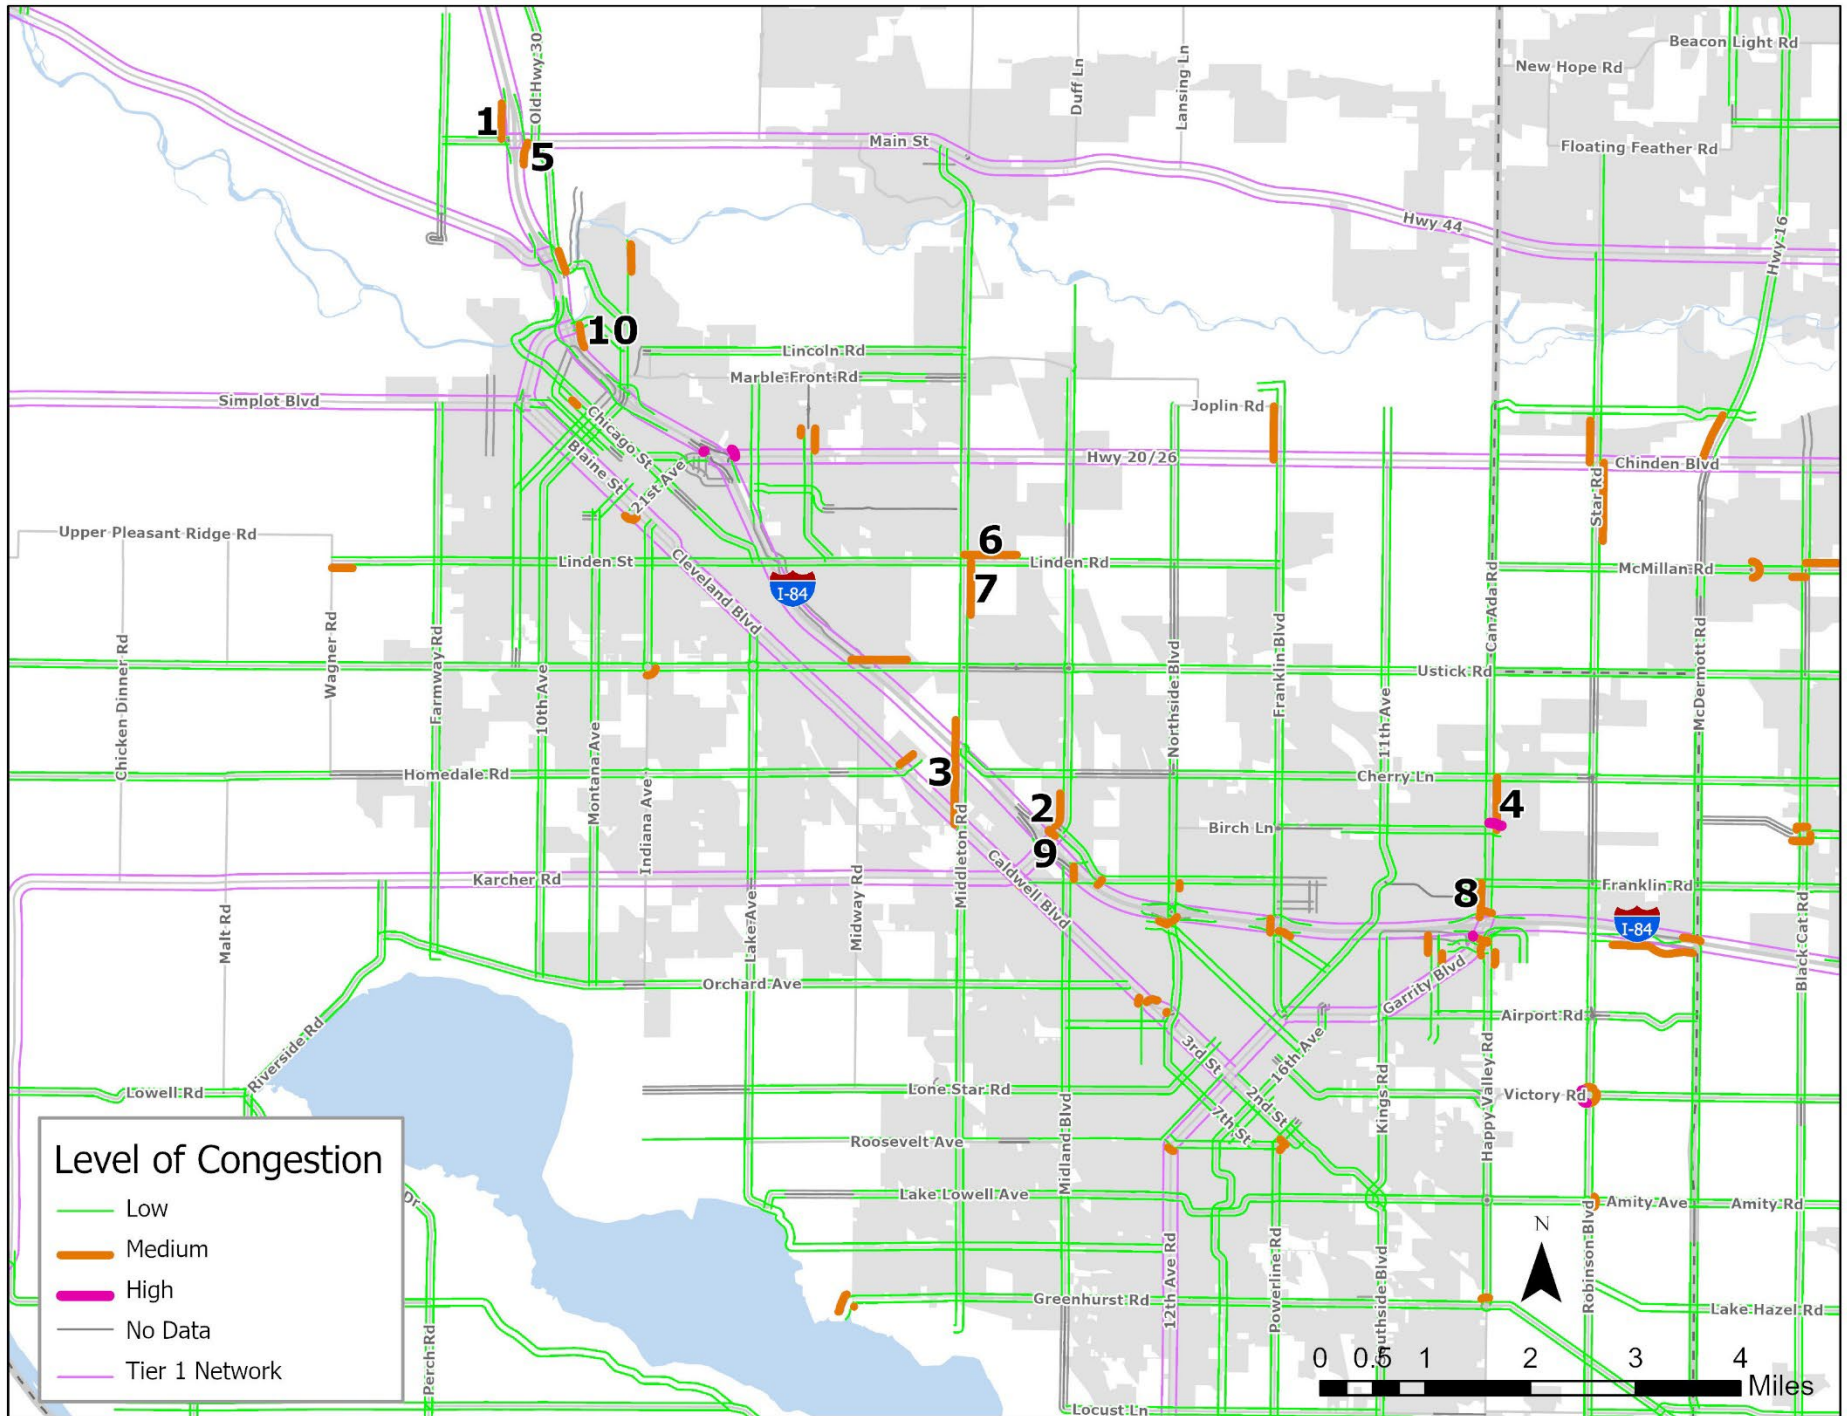 Old Hwy 30
Duff Ln
Lansing Ln
Beacon Light Rd
New Hope Rd
1
5
Main St
Floating Feather Rd
Hwy 44
Hwy 16
10
Lincoln Rd
Marble Front Rd
Simplot Blvd
Joplin Rd
Chicago St
Blaine St
21st Ave
Hwy 20/26
Chinden Blvd
Star Rd
Upper Pleasant Ridge Rd
6
Linden St
Linden Rd
McMillan Rd
Cleveland Blvd
I-84
7
Can Ada Rd
Chicken Dinner Rd
Wagner Rd
Farmway Rd
10th Ave
Northside Blvd
Franklin Blvd
11th Ave
McDermott Rd
Ustick Rd
Montana Ave
Indiana Ave
Homedale Rd
3
Cherry Ln
2
4
Middleton Rd
Birch Ln
9
Caldwell Blvd
Karcher Rd
8
Franklin Rd
Malt Rd
Lake Ave
Midway Rd
I-84
Black Cat Rd
Orchard Ave
Garrity Blvd
Airport Rd
Riverside Rd
3rd St
16th Ave
Lowell Rd
Lone Star Rd
2nd St
7th St
Kings Rd
Happy Valley Rd
Victory Rd
Roosevelt Ave
Midland Blvd
Lake Lowell Ave
Amity Ave
Amity Rd
Level of Congestion
Low
Medium
High
No Data
Tier 1 Network
Dr
Perch Rd
12th Ave Rd
Powerline Rd
Southside Blvd
Robinson Blvd
N
Greenhurst Rd
Lake Hazel Rd
0 0.5 1 2 3 4
Miles
Locust Ln